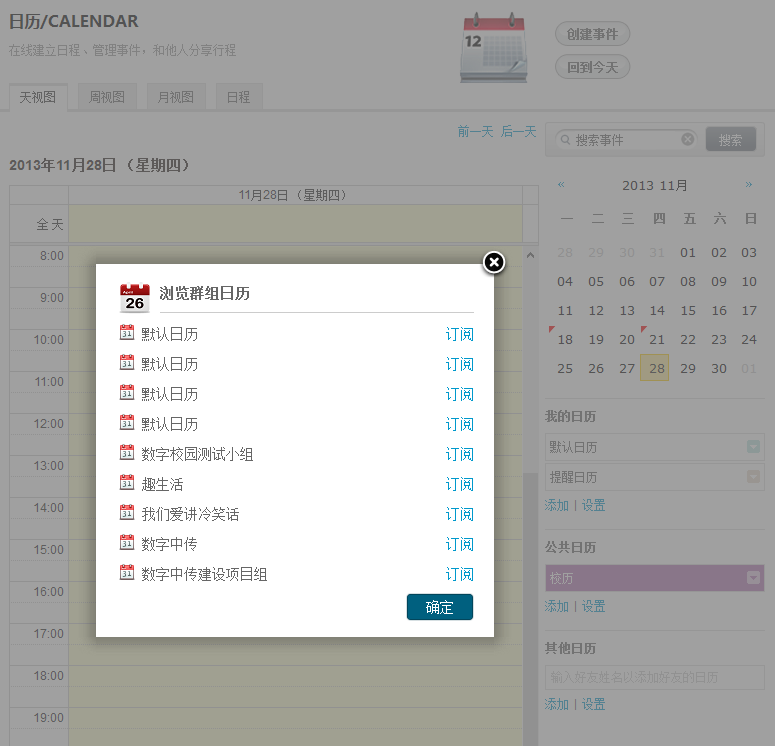 日历/CALENDAR
在线建立日程、管理事件，和他人分享行程
12
创建事件
回到今天
天视图 周视图 月视图 日程
前一天 后一天
搜索事件 搜索
2013年11月28日（星期四）
11月28日（星期四）
全天
8:00
9:00
10:00
11:00
12:00
13:00
14:00
15:00
16:00
17:00
18:00
19:00
April
26
浏览群组日历
31 默认日历 订阅
31 默认日历 订阅
31 默认日历 订阅
31 默认日历 订阅
31 数字校园测试小组 订阅
31 趣生活 订阅
31 我们爱讲冷笑话 订阅
31 数字中传 订阅
31 数字中传建设项目组 订阅
确定
« 2013 11月 »
一 二 三 四 五 六 日
28 29 30 31 01 02 03
04 05 06 07 08 09 10
11 12 13 14 15 16 17
18 19 20 21 22 23 24
25 26 27 28 29 30 01
我的日历
默认日历
提醒日历
添加 | 设置
公共日历
校历
添加 | 设置
其他日历
输入好友姓名以添加好友的日历
添加 | 设置